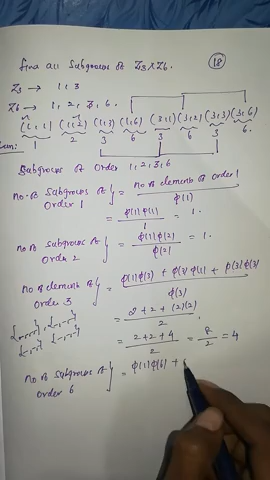 Find all Subgroups of Z3 X Z6.
18
Z3 → 1, 3
Z6 → 1, 2, 3, 6.
(1,1) (1,2) (1,3) (1,6) (3,1) (3,2) (3,3) (3,6)
1 2 3 6 3 6 3 6
Subgroups of Order 1, 2, 3, 6
No. of Subgroups of Order 1 } = No of elements of order 1 / φ(1)
= φ(1)φ(1) / 1 = 1.
No of Subgroups of Order 2 } = φ(1)φ(2) / φ(2) = 1.
No of elements of Order 3 } = φ(1)φ(3) + φ(3)φ(1) + φ(3)φ(3) / φ(3)
= 2 + 2 + (2)(2) / 2
= 2+2+4 / 2 = 8/2 = 4
No. of Subgroups of Order 6 } = φ(1)φ(6) +